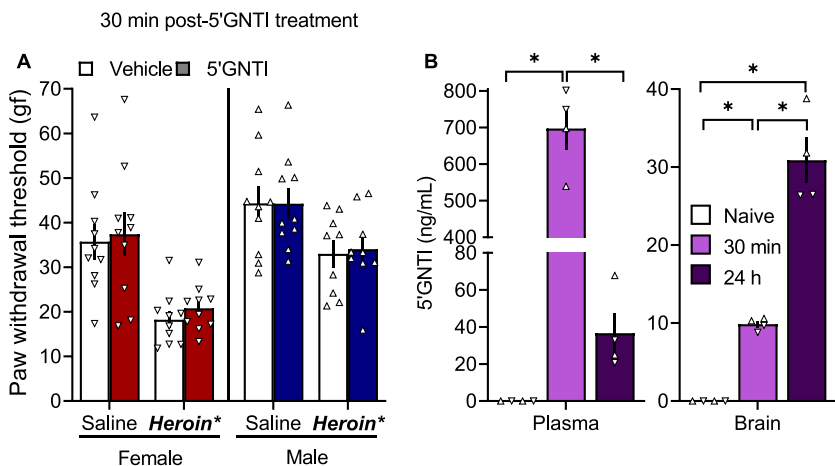 30 min post-5'GNTI treatment
A
Vehicle 5'GNTI
Paw withdrawal threshold (gf)
70
60
50
40
30
20
10
0
Saline Heroin* Saline Heroin*
Female Male
B
5'GNTI (ng/mL)
* *
800
700
600
500
400
80
60
40
20
0
Plasma
*
* *
40
30
20
10
0
Naive
30 min
24 h
Brain